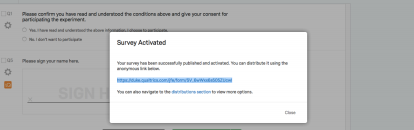 Q1
Please confirm you have read and understood the conditions above and give your consent for
participating the experiment.
Yes, I have read and understood the above information, I choose to participate.
No, I don't want to participate
Survey Activated
Your survey has been successfully published and activated. You can distribute it using the
anonymous link below.
You can also navigate to the distributions section to view more options.
Close
Q2
Please sign your name here.
SIGN H